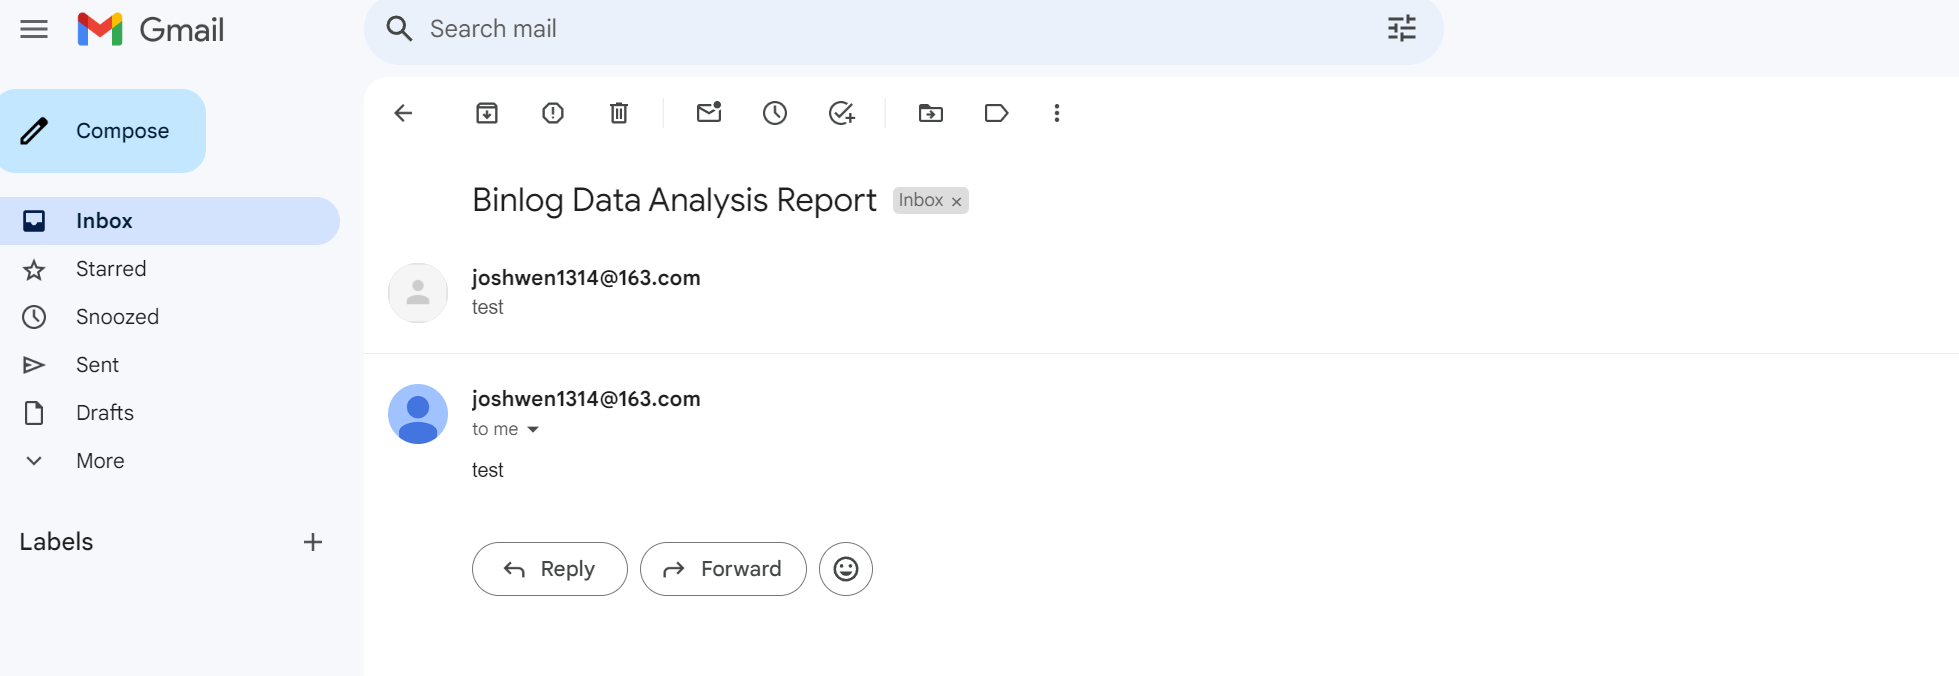 Gmail
Search mail
Compose
Inbox
Starred
Snoozed
Sent
Drafts
More
Labels
Binlog Data Analysis Report Inbox ×
joshwen1314@163.com
test
joshwen1314@163.com
to me
test
Reply Forward